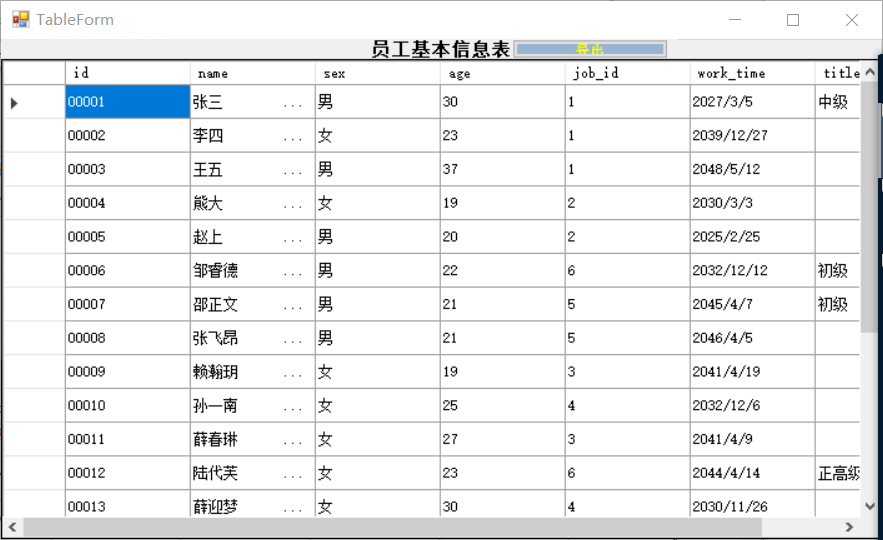 TableForm
员工基本信息表 导出
id name sex age job_id work_time title
00001 张三 ... 男 30 1 2027/3/5 中级
00002 李四 ... 女 23 1 2039/12/27
00003 王五 ... 男 37 1 2048/5/12
00004 熊大 ... 女 19 2 2030/3/3
00005 赵上 ... 男 20 2 2025/2/25
00006 邹睿德 ... 男 22 6 2032/12/12 初级
00007 邵正文 ... 男 21 5 2045/4/7 初级
00008 张飞昂 ... 男 21 5 2046/4/5
00009 赖瀚玥 ... 女 19 3 2041/4/19
00010 孙一南 ... 女 25 4 2032/12/6
00011 薛春琳 ... 女 27 3 2041/4/9
00012 陆代芙 ... 女 23 6 2044/4/14 正高级
00013 薛迎梦 ... 女 30 4 2030/11/26